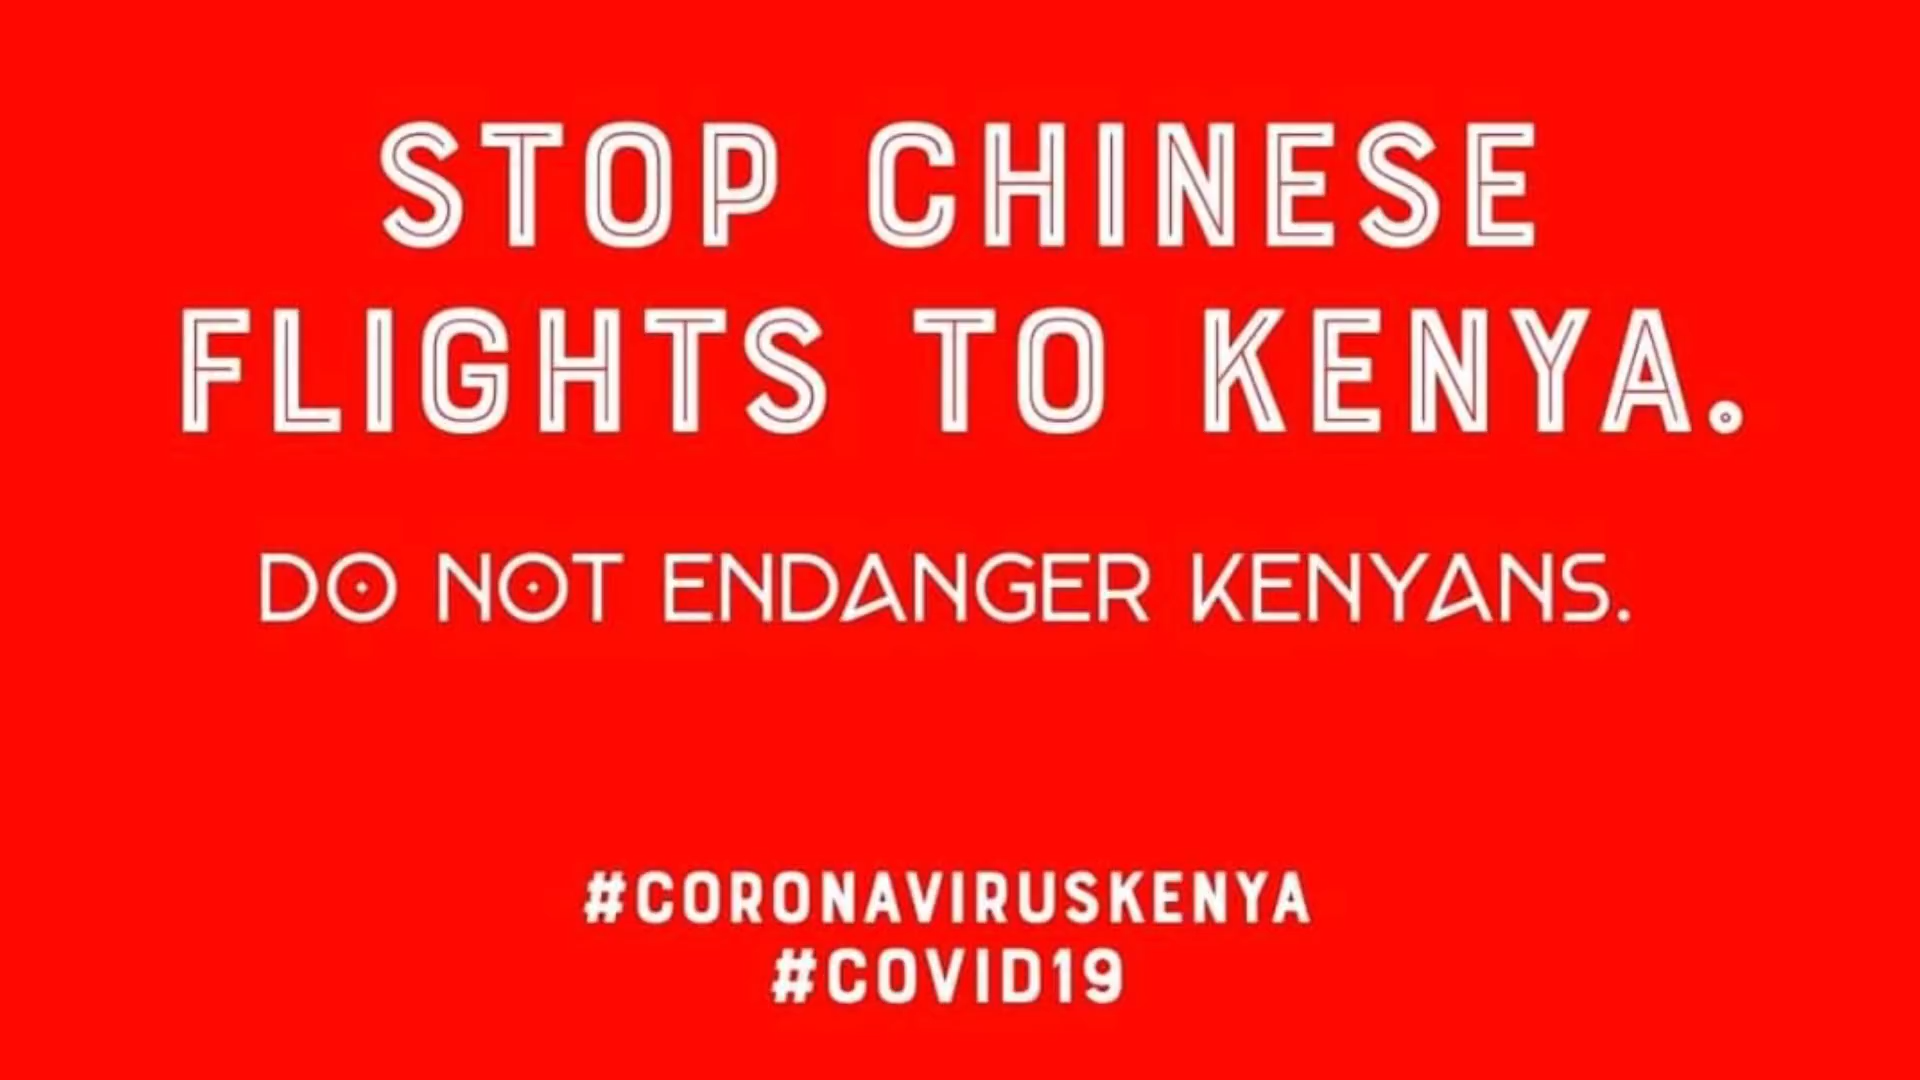 STOP CHINESE
FLIGHTS TO KENYA.
DO NOT ENDANGER KENYANS.
#CORONAVIRUSKENYA
#COVID19